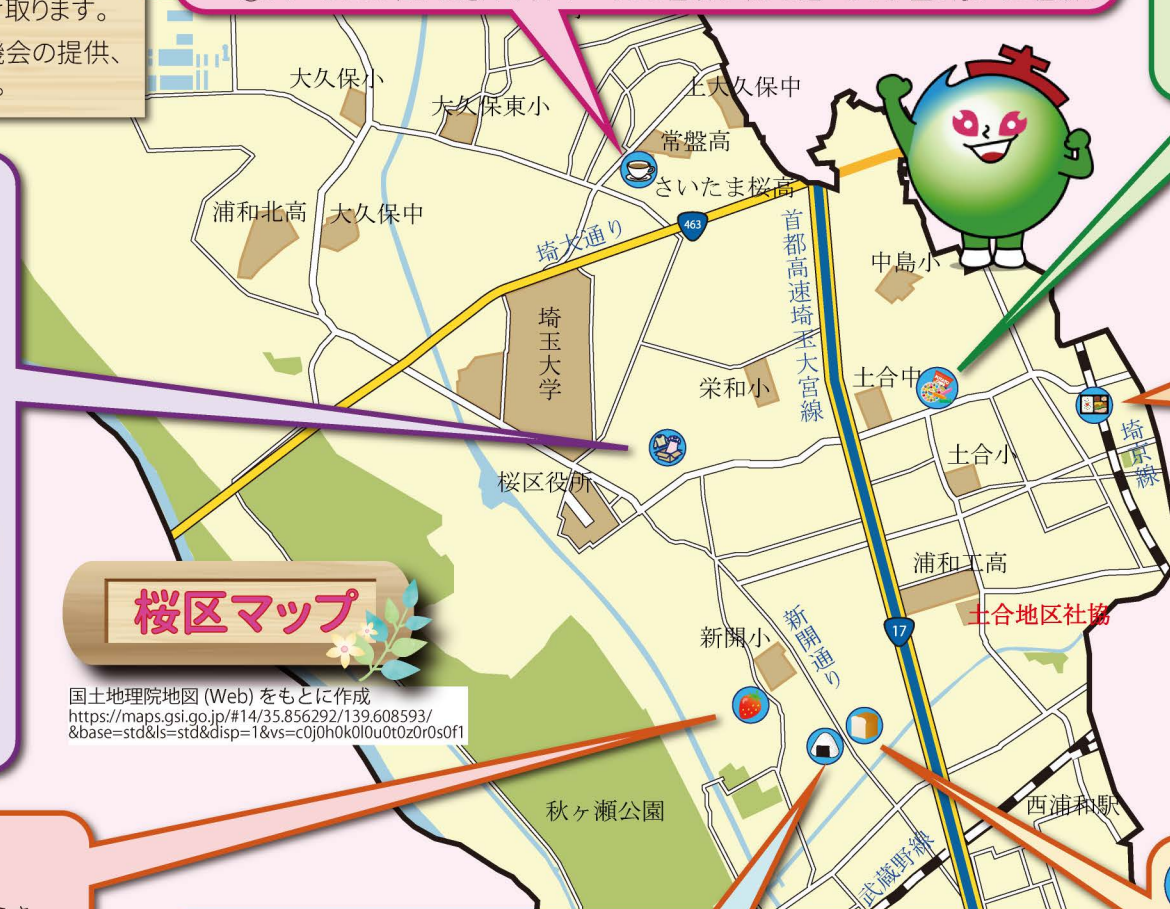 取ります。
機会の提供、
大久保小
大久保東小
上大久保中
常盤高
さいたま桜高
浦和北高
大久保中
463
埼大通り
首都高速埼玉大宮線
中島小
埼玉大学
栄和小
土合中
埼京線
土合小
桜区役所
浦和工高
土合地区社協
桜区マップ
新開小
新開通り
17
国土地理院地図 (Web) をもとに作成
https://maps.gsi.go.jp/#14/35.856292/139.608593/
&base=std&ls=std&disp=1&vs=c0j0h0k0l0u0t0z0r0s0f1
秋ヶ瀬公園
西浦和駅
武蔵野線